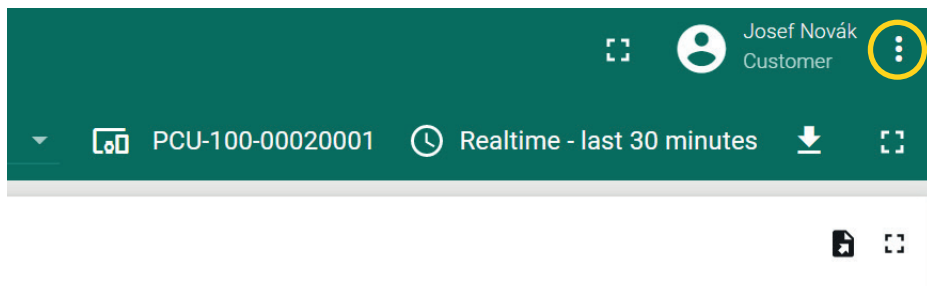 Josef Novák
Customer
PCU-100-00020001 Realtime - last 30 minutes